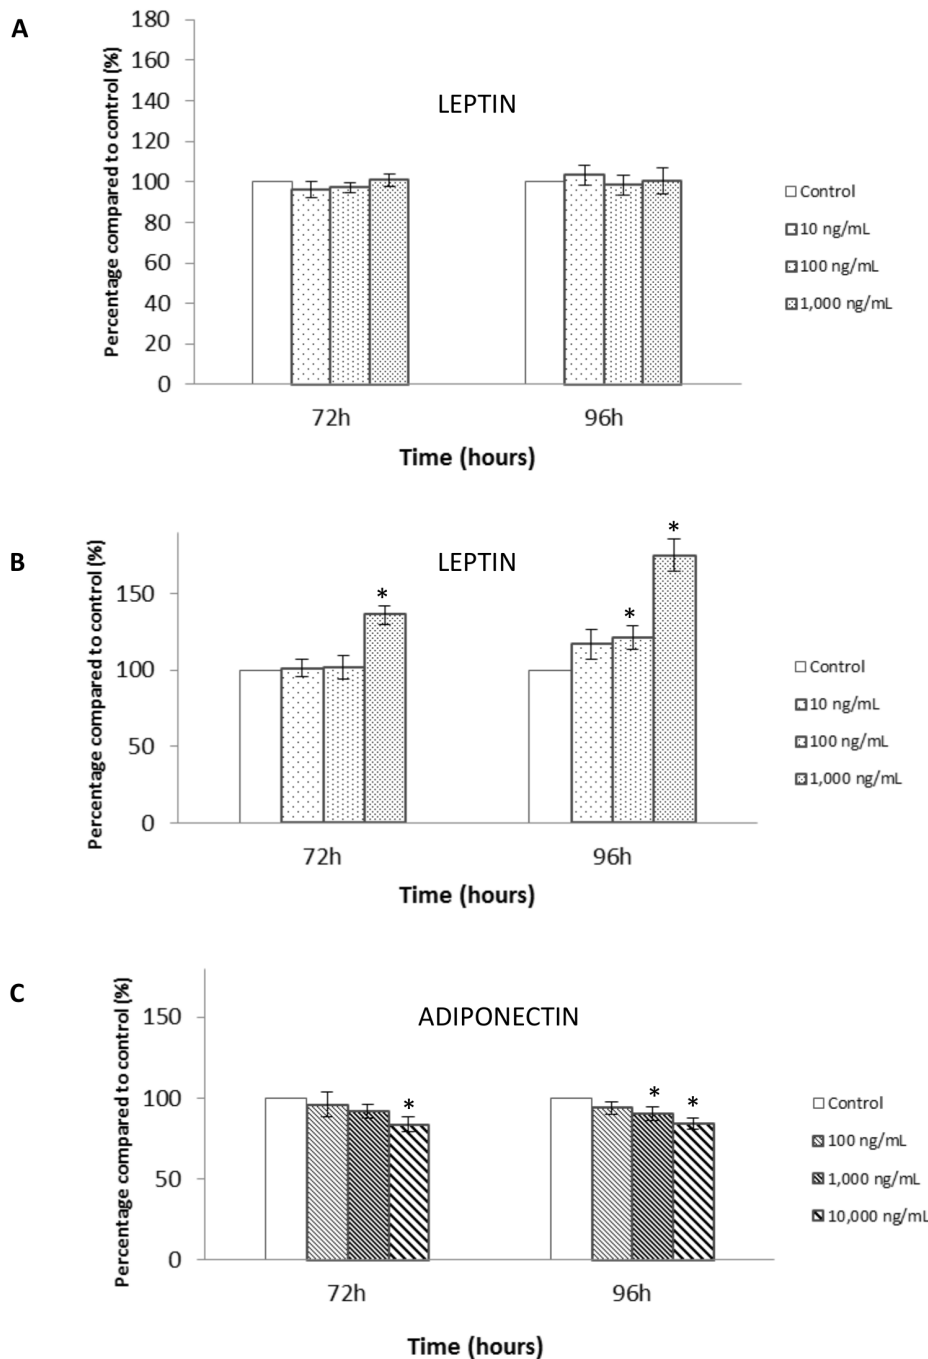 A
Percentage compared to control (%)
180
160
140
120
100
80
60
40
20
0
LEPTIN
72h
96h
Time (hours)
Control
10 ng/mL
100 ng/mL
1,000 ng/mL
B
Percentage compared to control (%)
150
100
50
0
LEPTIN
*
*
*
72h
96h
Time (hours)
Control
10 ng/mL
100 ng/mL
1,000 ng/mL
C
Percentage compared to control (%)
150
100
50
0
ADIPONECTIN
*
*
*
72h
96h
Time (hours)
Control
100 ng/mL
1,000 ng/mL
10,000 ng/mL